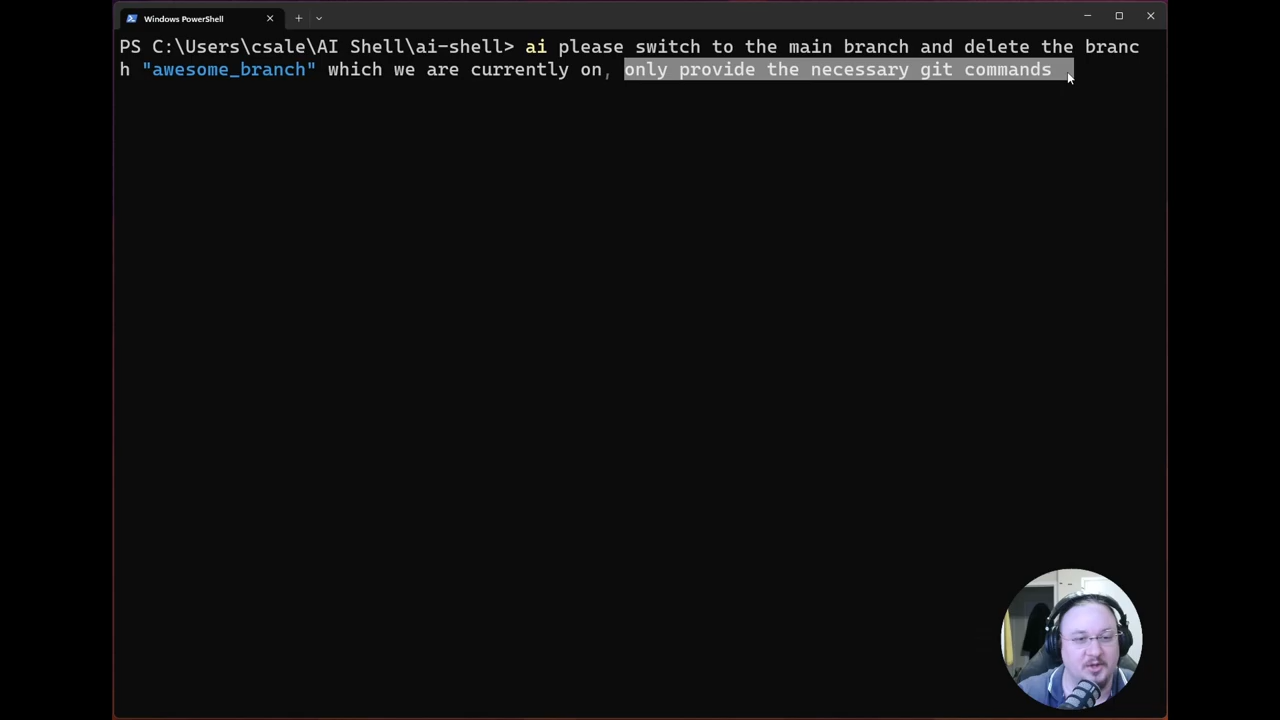 Windows PowerShell
PS C:\Users\csale\AI Shell\ai-shell> ai please switch to the main branch and delete the branc
h "awesome_branch" which we are currently on, only provide the necessary git commands